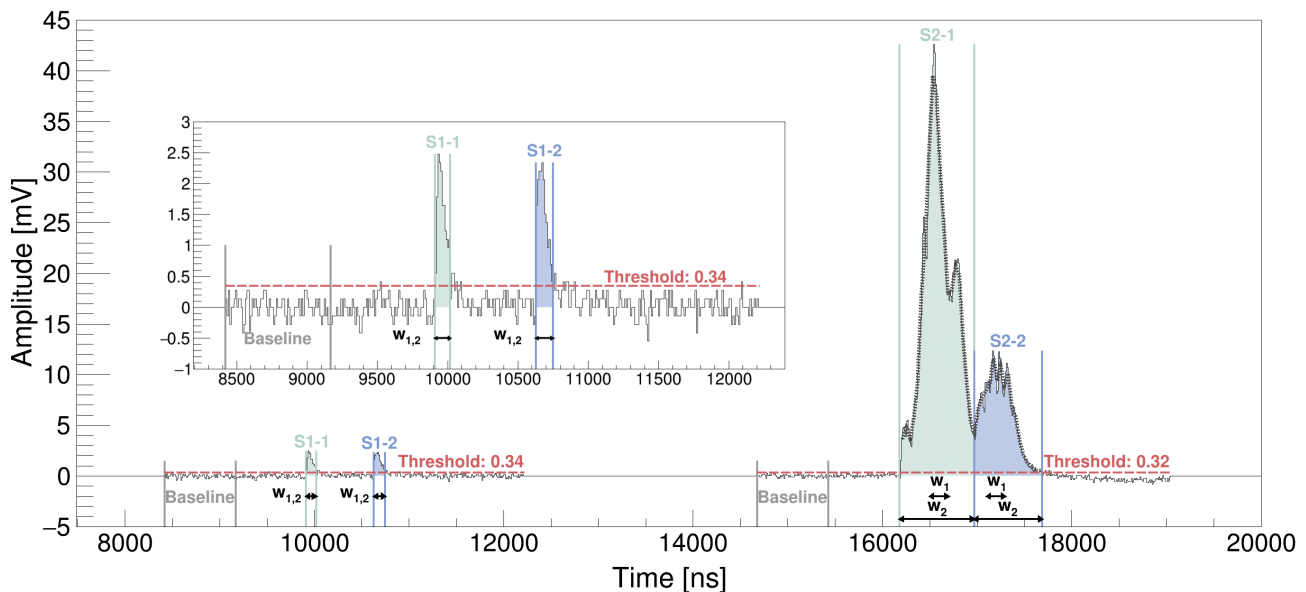 45
40
35
30
25
20
15
10
5
0
−5
Amplitude [mV]
S2-1
3
2.5
2
1.5
1
0.5
0
−0.5
−1
S1-1
S1-2
Threshold: 0.34
Baseline
w1,2
w1,2
8500 9000 9500 10000 10500 11000 11500 12000
S2-2
S1-1
S1-2
Threshold: 0.34
Threshold: 0.32
Baseline
w1,2
w1,2
Baseline
w1
w1
w2
w2
8000 10000 12000 14000 16000 18000 20000
Time [ns]